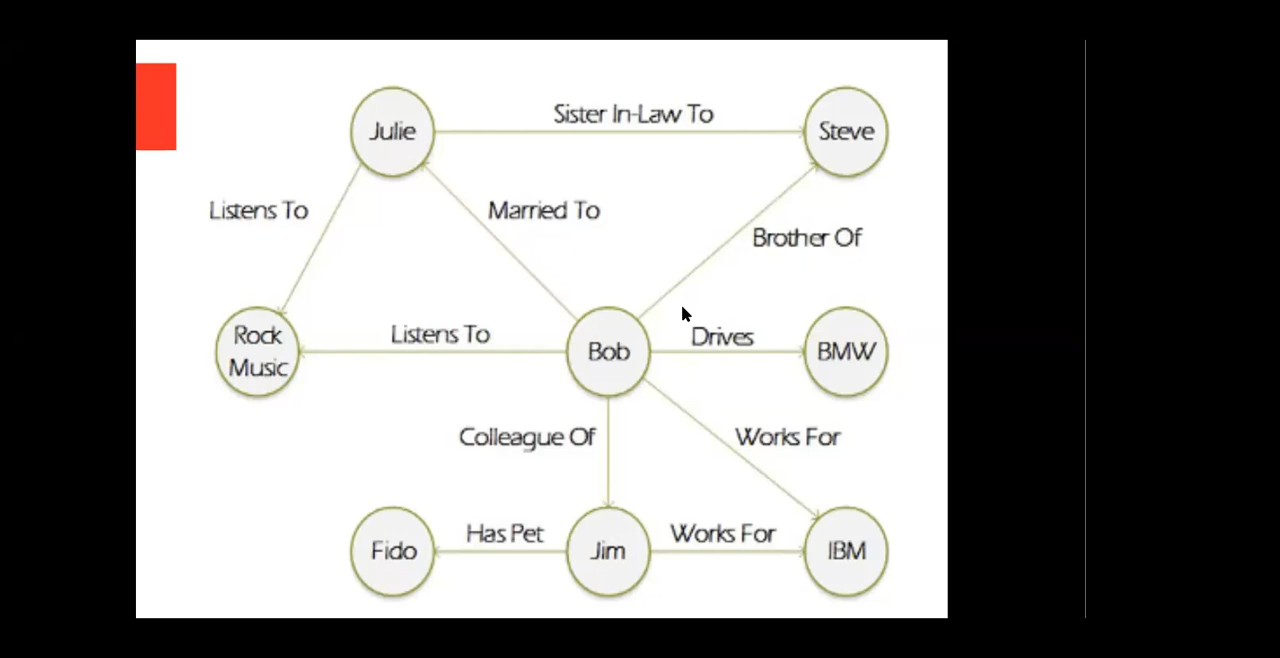 Julie
Sister In-Law To
Steve
Listens To
Married To
Brother Of
Rock
Music
Listens To
Bob
Drives
BMW
Colleague Of
Works For
Fido
Has Pet
Jim
Works For
IBM